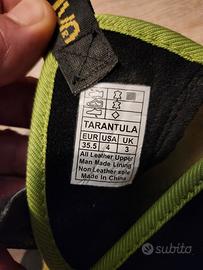 TARANTULA
EUR USA UK
35.5 4 3
All Leather Upper
Man Made Lining
Non Leather sole
Made In China
subito